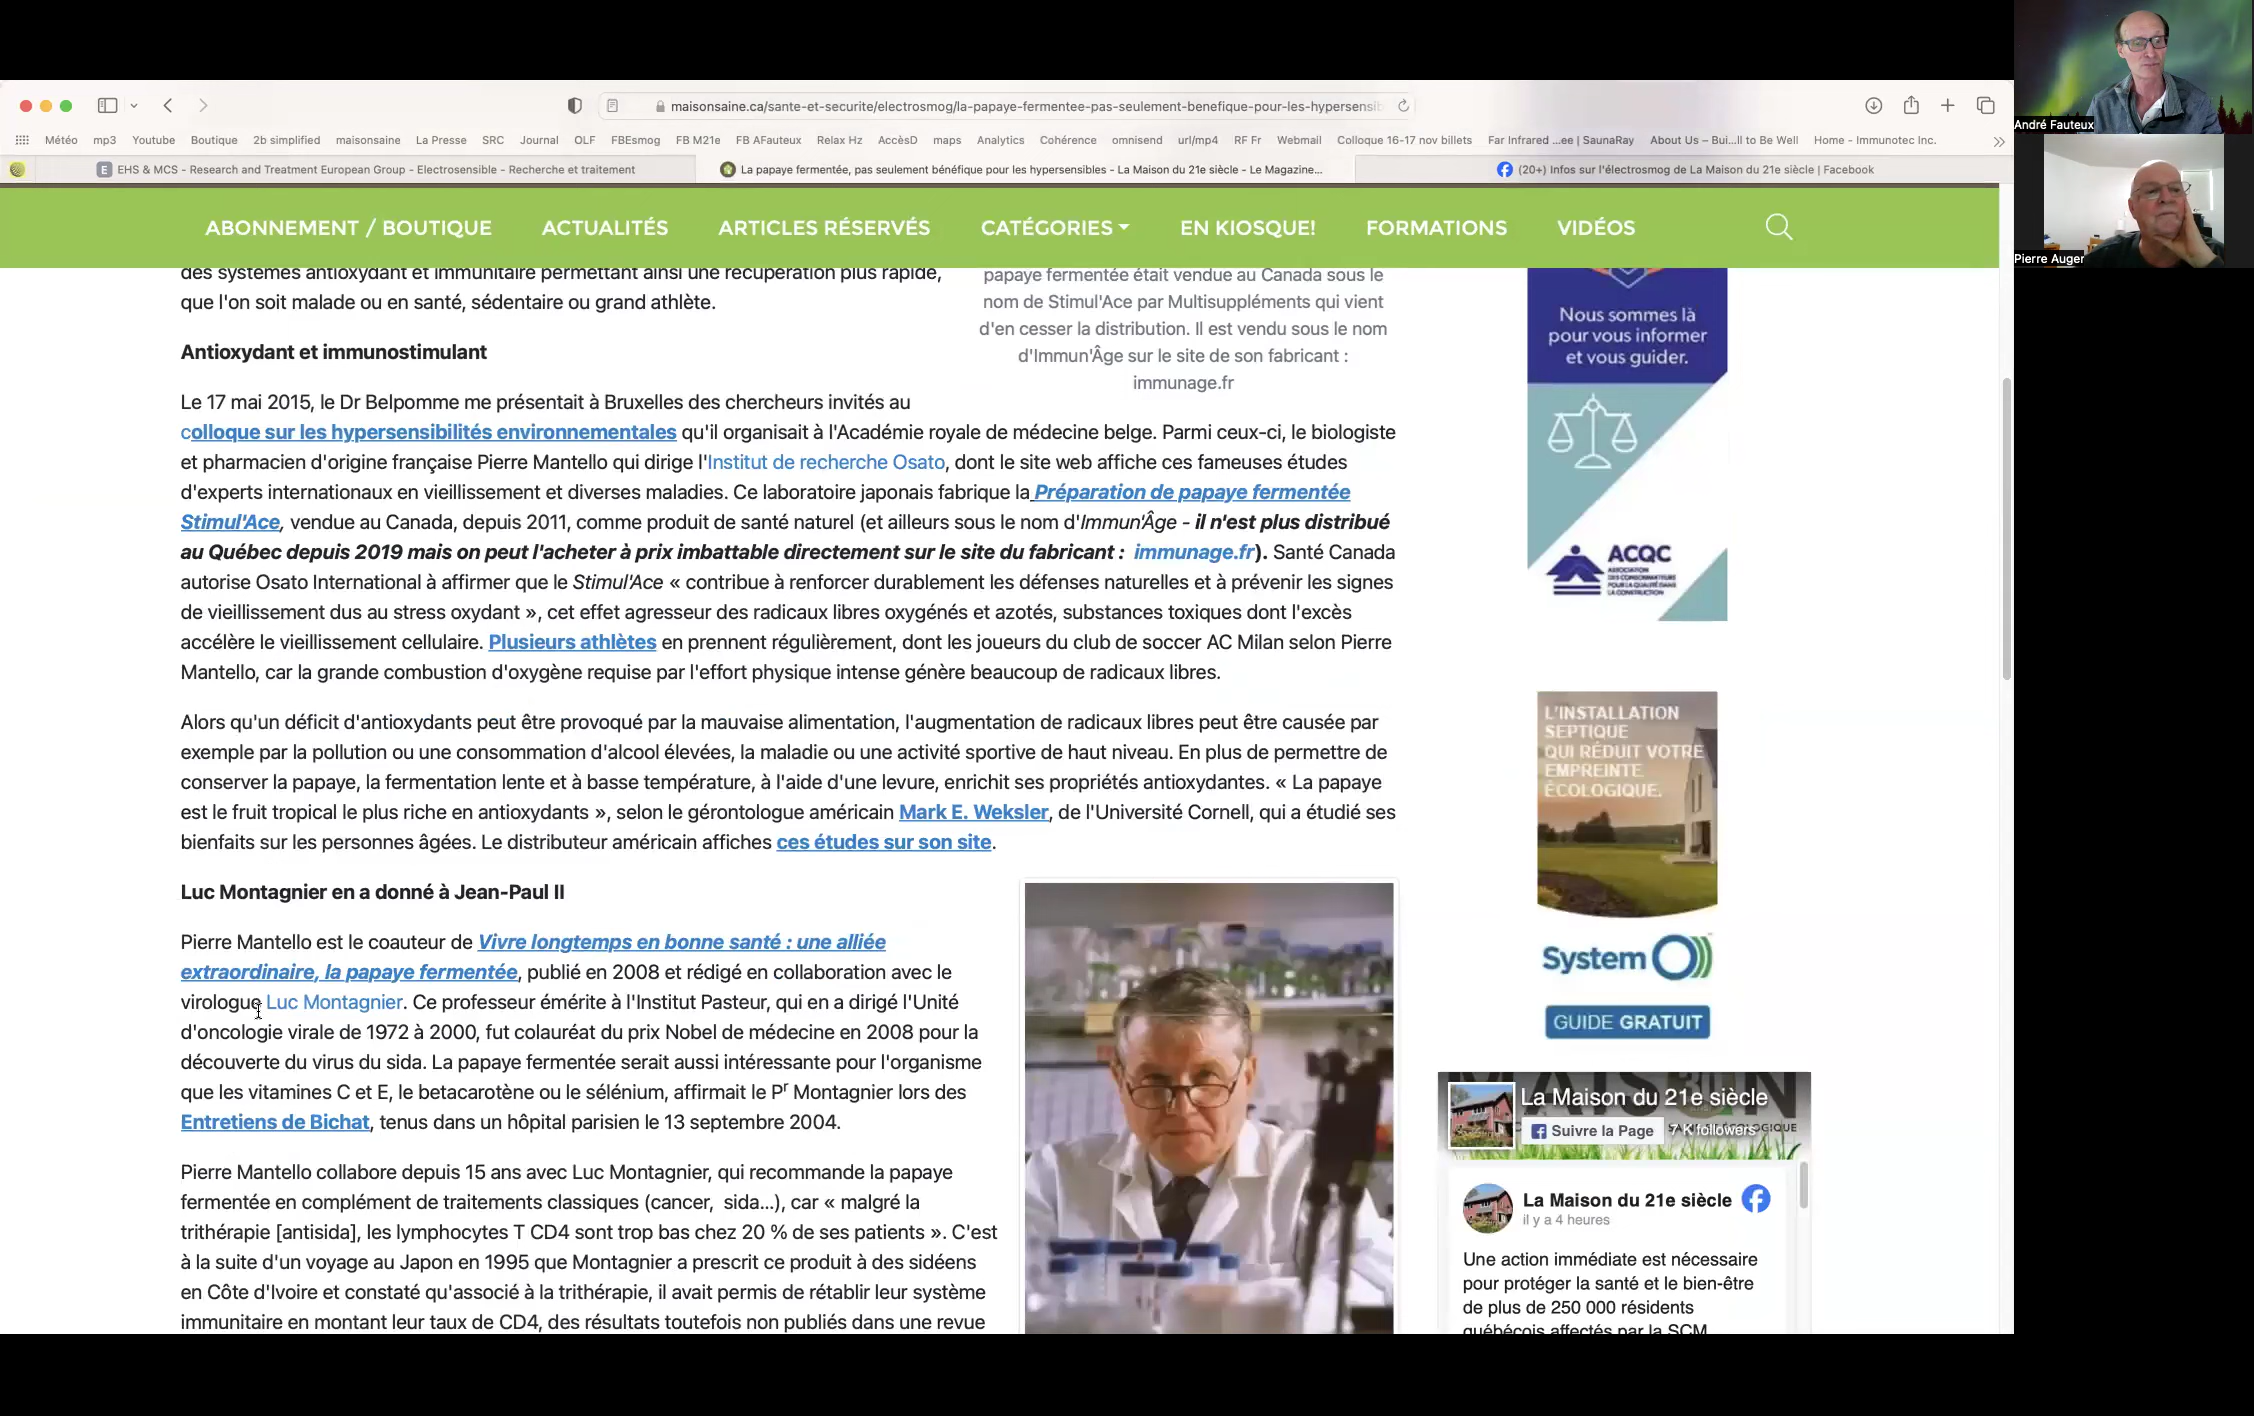 maisonsaine.ca/sante-et-securite/electrosmog/la-papaye-fermentee-pas-seulement-benefique-pour-les-hypersensib
Météo mp3 Youtube Boutique 2b simplified maisonsaine La Presse SRC Journal OLF FBEsmog FB M21e FB AFauteux Relax Hz AccèsD maps Analytics Cohérence omnisend url/mp4 RF Fr Webmail Colloque 16-17 nov billets Far Infrared ...ee | SaunaRay About Us – Bui...ll to Be Well Home - Immunotec Inc.
E EHS & MCS - Research and Treatment European Group - Electrosensible - Recherche et traitement
La papaye fermentée, pas seulement bénéfique pour les hypersensibles - La Maison du 21e siècle - Le Magazine...
(20+) Infos sur l'électrosmog de La Maison du 21e siècle | Facebook
André Fauteux
Pierre Auger
ABONNEMENT / BOUTIQUE ACTUALITÉS ARTICLES RÉSERVÉS CATÉGORIES EN KIOSQUE! FORMATIONS VIDÉOS
des systèmes antioxydant et immunitaire permettant ainsi une récupération plus rapide,
que l'on soit malade ou en santé, sédentaire ou grand athlète.
papaye fermentée était vendue au Canada sous le
nom de Stimul'Ace par Multisuppléments qui vient
d'en cesser la distribution. Il est vendu sous le nom
d'Immun'Âge sur le site de son fabricant :
immunage.fr
Antioxydant et immunostimulant
Le 17 mai 2015, le Dr Belpomme me présentait à Bruxelles des chercheurs invités au
colloque sur les hypersensibilités environnementales qu'il organisait à l'Académie royale de médecine belge. Parmi ceux-ci, le biologiste
et pharmacien d'origine française Pierre Mantello qui dirige l'Institut de recherche Osato, dont le site web affiche ces fameuses études
d'experts internationaux en vieillissement et diverses maladies. Ce laboratoire japonais fabrique la Préparation de papaye fermentée
Stimul'Ace, vendue au Canada, depuis 2011, comme produit de santé naturel (et ailleurs sous le nom d'Immun'Âge - il n'est plus distribué
au Québec depuis 2019 mais on peut l'acheter à prix imbattable directement sur le site du fabricant : immunage.fr). Santé Canada
autorise Osato International à affirmer que le Stimul'Ace « contribue à renforcer durablement les défenses naturelles et à prévenir les signes
de vieillissement dus au stress oxydant », cet effet agresseur des radicaux libres oxygénés et azotés, substances toxiques dont l'excès
accélère le vieillissement cellulaire. Plusieurs athlètes en prennent régulièrement, dont les joueurs du club de soccer AC Milan selon Pierre
Mantello, car la grande combustion d'oxygène requise par l'effort physique intense génère beaucoup de radicaux libres.
Alors qu'un déficit d'antioxydants peut être provoqué par la mauvaise alimentation, l'augmentation de radicaux libres peut être causée par
exemple par la pollution ou une consommation d'alcool élevées, la maladie ou une activité sportive de haut niveau. En plus de permettre de
conserver la papaye, la fermentation lente et à basse température, à l'aide d'une levure, enrichit ses propriétés antioxydantes. « La papaye
est le fruit tropical le plus riche en antioxydants », selon le gérontologue américain Mark E. Weksler, de l'Université Cornell, qui a étudié ses
bienfaits sur les personnes âgées. Le distributeur américain affiches ces études sur son site.
Luc Montagnier en a donné à Jean-Paul II
Pierre Mantello est le coauteur de Vivre longtemps en bonne santé : une alliée
extraordinaire, la papaye fermentée, publié en 2008 et rédigé en collaboration avec le
virologue Luc Montagnier. Ce professeur émérite à l'Institut Pasteur, qui en a dirigé l'Unité
d'oncologie virale de 1972 à 2000, fut colauréat du prix Nobel de médecine en 2008 pour la
découverte du virus du sida. La papaye fermentée serait aussi intéressante pour l'organisme
que les vitamines C et E, le betacarotène ou le sélénium, affirmait le Pr Montagnier lors des
Entretiens de Bichat, tenus dans un hôpital parisien le 13 septembre 2004.
Pierre Mantello collabore depuis 15 ans avec Luc Montagnier, qui recommande la papaye
fermentée en complément de traitements classiques (cancer, sida...), car « malgré la
trithérapie [antisida], les lymphocytes T CD4 sont trop bas chez 20 % de ses patients ». C'est
à la suite d'un voyage au Japon en 1995 que Montagnier a prescrit ce produit à des sidéens
en Côte d'Ivoire et constaté qu'associé à la trithérapie, il avait permis de rétablir leur système
immunitaire en montant leur taux de CD4, des résultats toutefois non publiés dans une revue
Nous sommes là
pour vous informer
et vous guider.
ACQC
ASSOCIATION
DES CONSOMMATEURS
POUR LA QUALITÉ DANS
LA CONSTRUCTION
L'INSTALLATION
SEPTIQUE
QUI RÉDUIT VOTRE
EMPREINTE
ÉCOLOGIQUE.
System O))
GUIDE GRATUIT
MAISON
La Maison du 21e siècle
Suivre la Page 7 K followers
La Maison du 21e siècle
il y a 4 heures
Une action immédiate est nécessaire
pour protéger la santé et le bien-être
de plus de 250 000 résidents
québécois affectés par la SCM